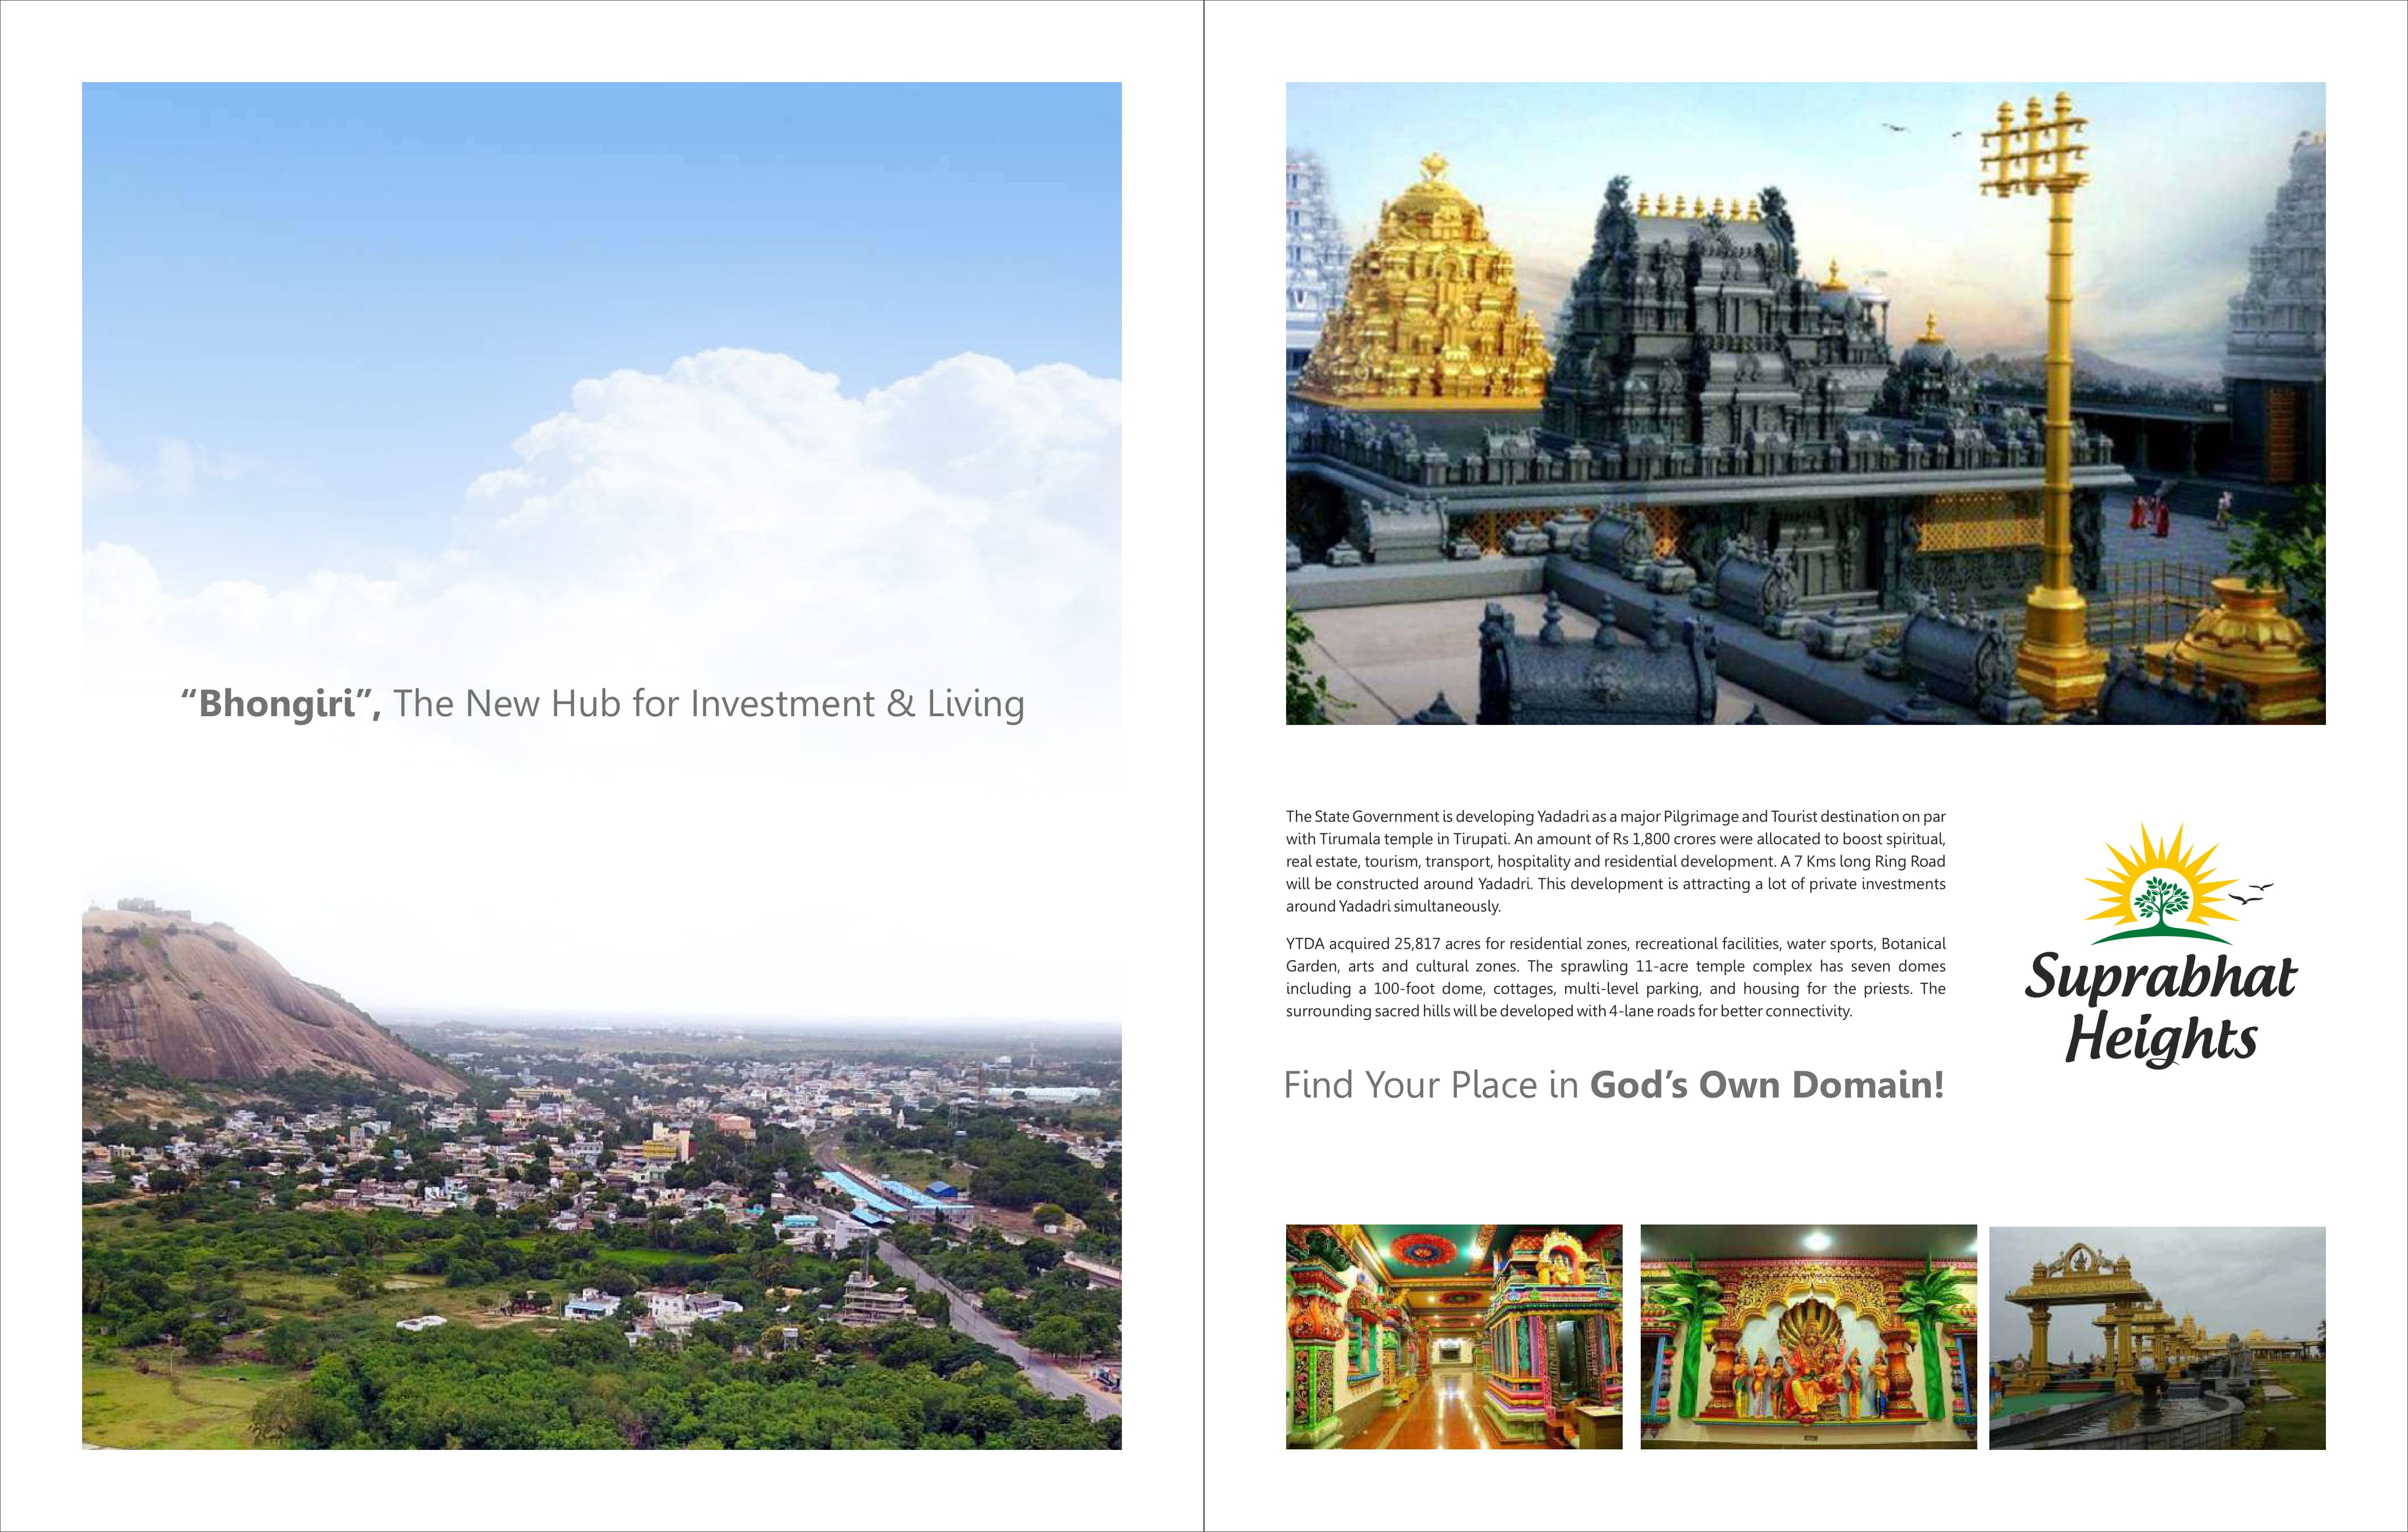 “Bhongiri”, The New Hub for Investment & Living
The State Government is developing Yadadri as a major Pilgrimage and Tourist destination on par
with Tirumala temple in Tirupati. An amount of Rs 1,800 crores were allocated to boost spiritual,
real estate, tourism, transport, hospitality and residential development. A 7 Kms long Ring Road
will be constructed around Yadadri. This development is attracting a lot of private investments
around Yadadri simultaneously.
YTDA acquired 25,817 acres for residential zones, recreational facilities, water sports, Botanical
Garden, arts and cultural zones. The sprawling 11-acre temple complex has seven domes
including a 100-foot dome, cottages, multi-level parking, and housing for the priests. The
surrounding sacred hills will be developed with 4-lane roads for better connectivity.
Find Your Place in God’s Own Domain!
Suprabhat
Heights